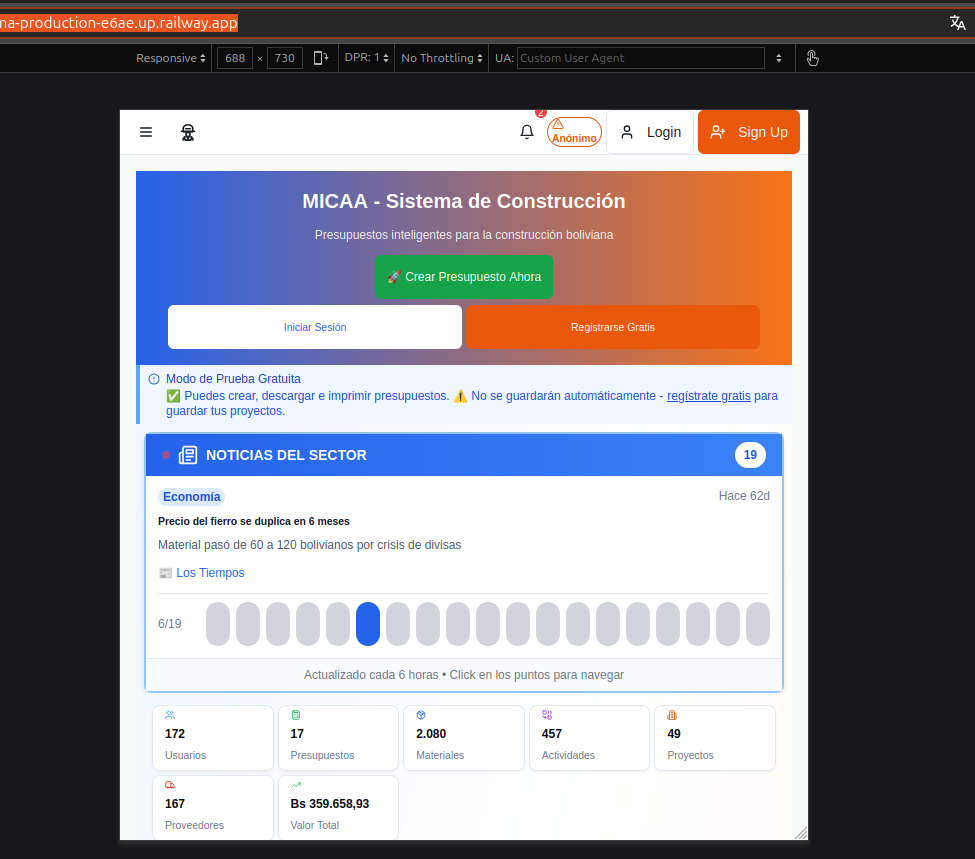 ma-production-e6ae.up.railway.app
Responsive 688 × 730 DPR: 1 No Throttling UA: Custom User Agent
2
Anónimo
Login
Sign Up
MICAA - Sistema de Construcción
Presupuestos inteligentes para la construcción boliviana
🚀 Crear Presupuesto Ahora
Iniciar Sesión
Registrarse Gratis
Modo de Prueba Gratuita
✅ Puedes crear, descargar e imprimir presupuestos. ⚠️ No se guardarán automáticamente - regístrate gratis para
guardar tus proyectos.
NOTICIAS DEL SECTOR
19
Economía
Hace 62d
Precio del fierro se duplica en 6 meses
Material pasó de 60 a 120 bolivianos por crisis de divisas
📰 Los Tiempos
6/19
Actualizado cada 6 horas • Click en los puntos para navegar
172
Usuarios
17
Presupuestos
2.080
Materiales
457
Actividades
49
Proyectos
167
Proveedores
Bs 359.658,93
Valor Total